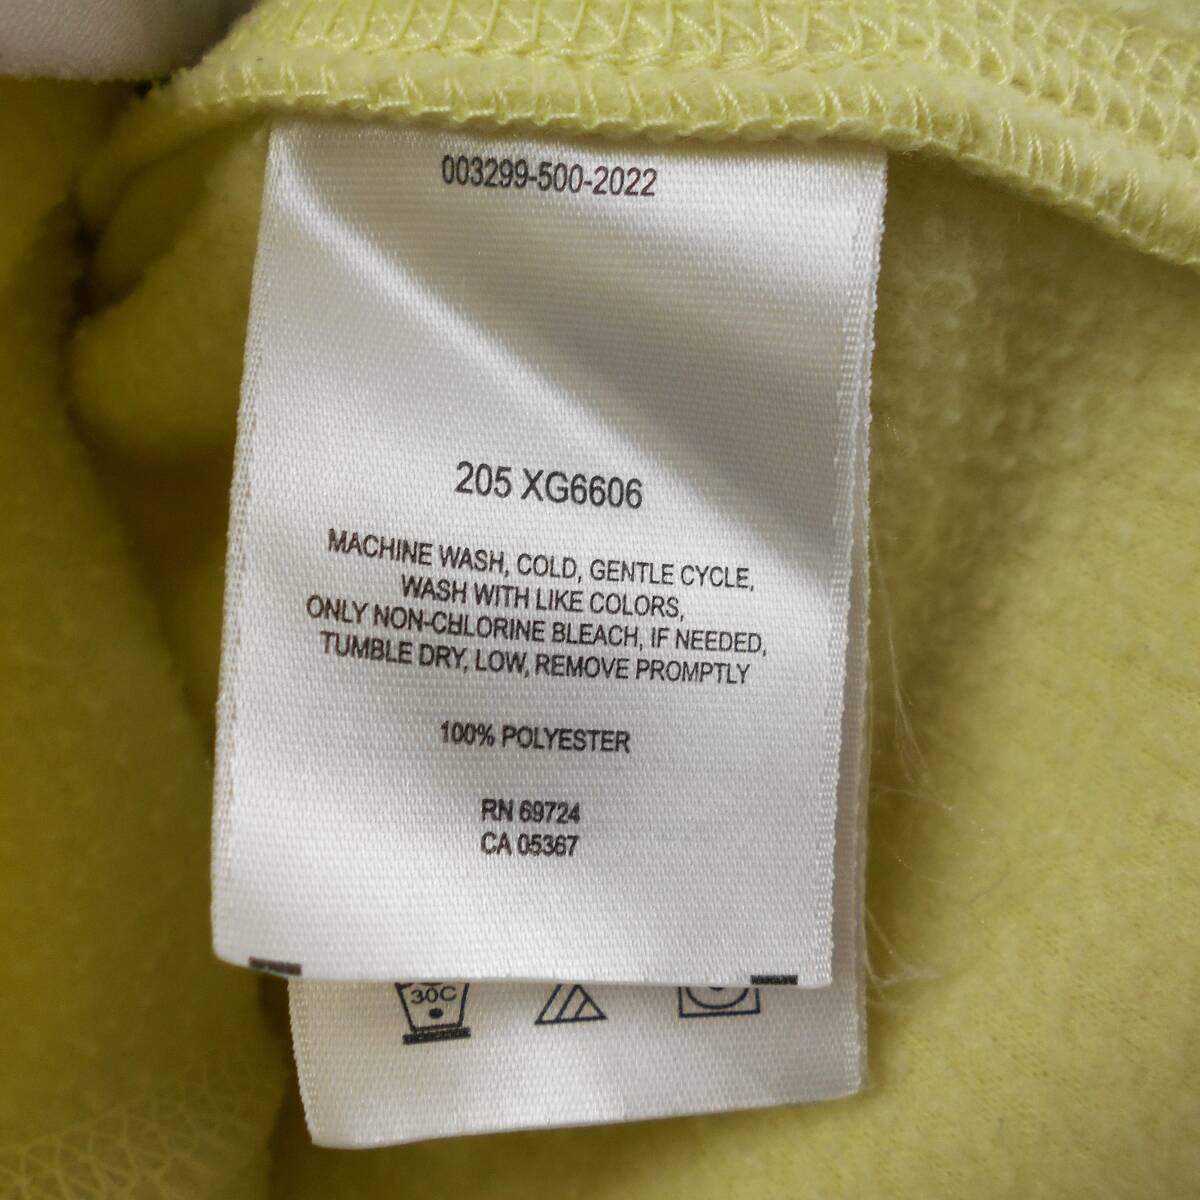 003299-500-2022
205 XG6606
MACHINE WASH, COLD, GENTLE CYCLE,
WASH WITH LIKE COLORS,
ONLY NON-CHLORINE BLEACH, IF NEEDED,
TUMBLE DRY, LOW, REMOVE PROMPTLY
100% POLYESTER
RN 69724
CA 05367
30C